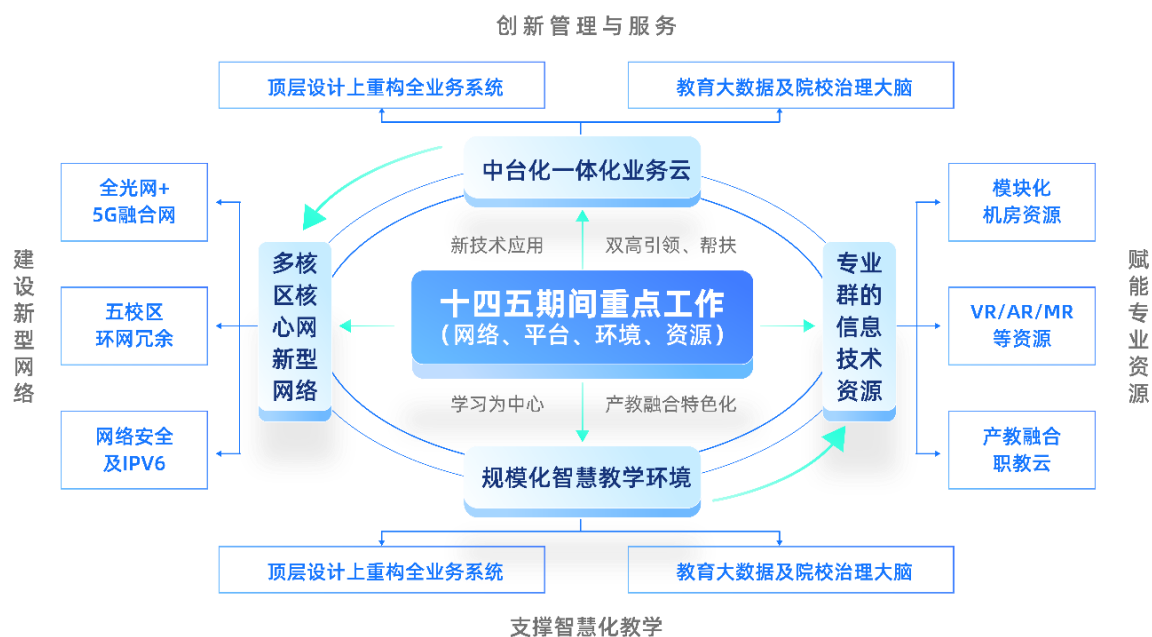 创新管理与服务
顶层设计上重构全业务系统
教育大数据及院校治理大脑
中台化一体化业务云
全光网+
5G融合网
五校区
环网冗余
网络安全
及IPV6
建设新型网络
多核
区核
心网
新型
网络
新技术应用
双高引领、帮扶
十四五期间重点工作
（网络、平台、环境、资源）
学习为中心
产教融合特色化
专业
群的
信息
技术
资源
模块化
机房资源
VR/AR/MR
等资源
产教融合
职教云
赋能专业资源
规模化智慧教学环境
顶层设计上重构全业务系统
教育大数据及院校治理大脑
支撑智慧化教学